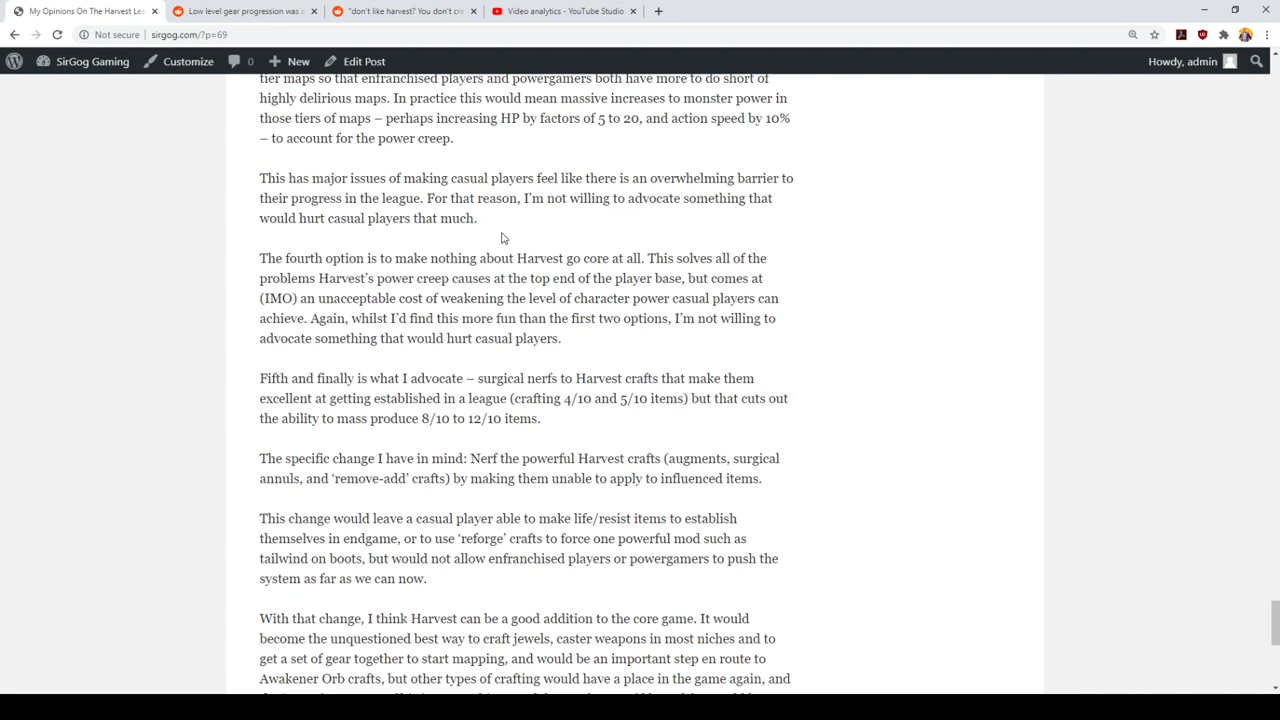 My Opinions On The Harvest Lea
Low level gear progression was a
"don't like harvest? You don't cra
Video analytics - YouTube Studio
Not secure
sirgog.com/?p=69
SirGog Gaming
Customize
0
New
Edit Post
Howdy, admin
tier maps so that enfranchised players and powergamers both have more to do short of
highly delirious maps. In practice this would mean massive increases to monster power in
those tiers of maps – perhaps increasing HP by factors of 5 to 20, and action speed by 10%
– to account for the power creep.
This has major issues of making casual players feel like there is an overwhelming barrier to
their progress in the league. For that reason, I'm not willing to advocate something that
would hurt casual players that much.
The fourth option is to make nothing about Harvest go core at all. This solves all of the
problems Harvest's power creep causes at the top end of the player base, but comes at
(IMO) an unacceptable cost of weakening the level of character power casual players can
achieve. Again, whilst I'd find this more fun than the first two options, I'm not willing to
advocate something that would hurt casual players.
Fifth and finally is what I advocate – surgical nerfs to Harvest crafts that make them
excellent at getting established in a league (crafting 4/10 and 5/10 items) but that cuts out
the ability to mass produce 8/10 to 12/10 items.
The specific change I have in mind: Nerf the powerful Harvest crafts (augments, surgical
annuls, and 'remove-add' crafts) by making them unable to apply to influenced items.
This change would leave a casual player able to make life/resist items to establish
themselves in endgame, or to use 'reforge' crafts to force one powerful mod such as
tailwind on boots, but would not allow enfranchised players or powergamers to push the
system as far as we can now.
With that change, I think Harvest can be a good addition to the core game. It would
become the unquestioned best way to craft jewels, caster weapons in most niches and to
get a set of gear together to start mapping, and would be an important step en route to
Awakener Orb crafts, but other types of crafting would have a place in the game again, and